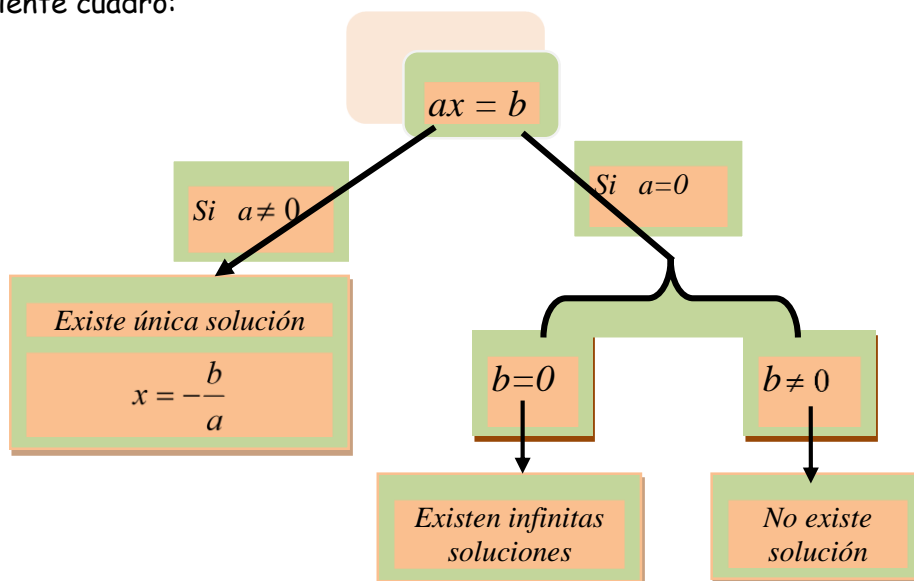 iente cuadro:
ax = b
Si a≠ 0
Si a=0
Existe única solución
x = -b/a
b=0
b≠ 0
Existen infinitas
soluciones
No existe
solución